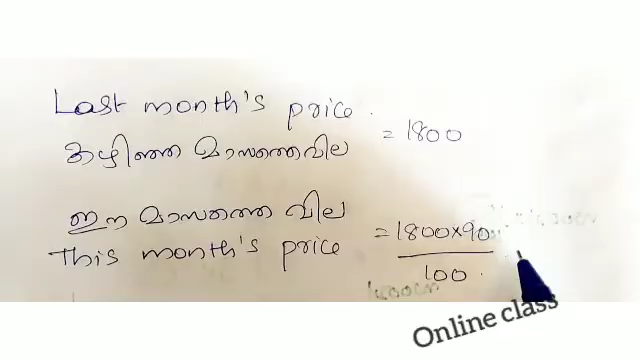 Last month's price
കഴിഞ്ഞ മാസത്തെവില = 1800
ഈ മാസത്തെ വില
This month's price = 1800x90
100
Online class